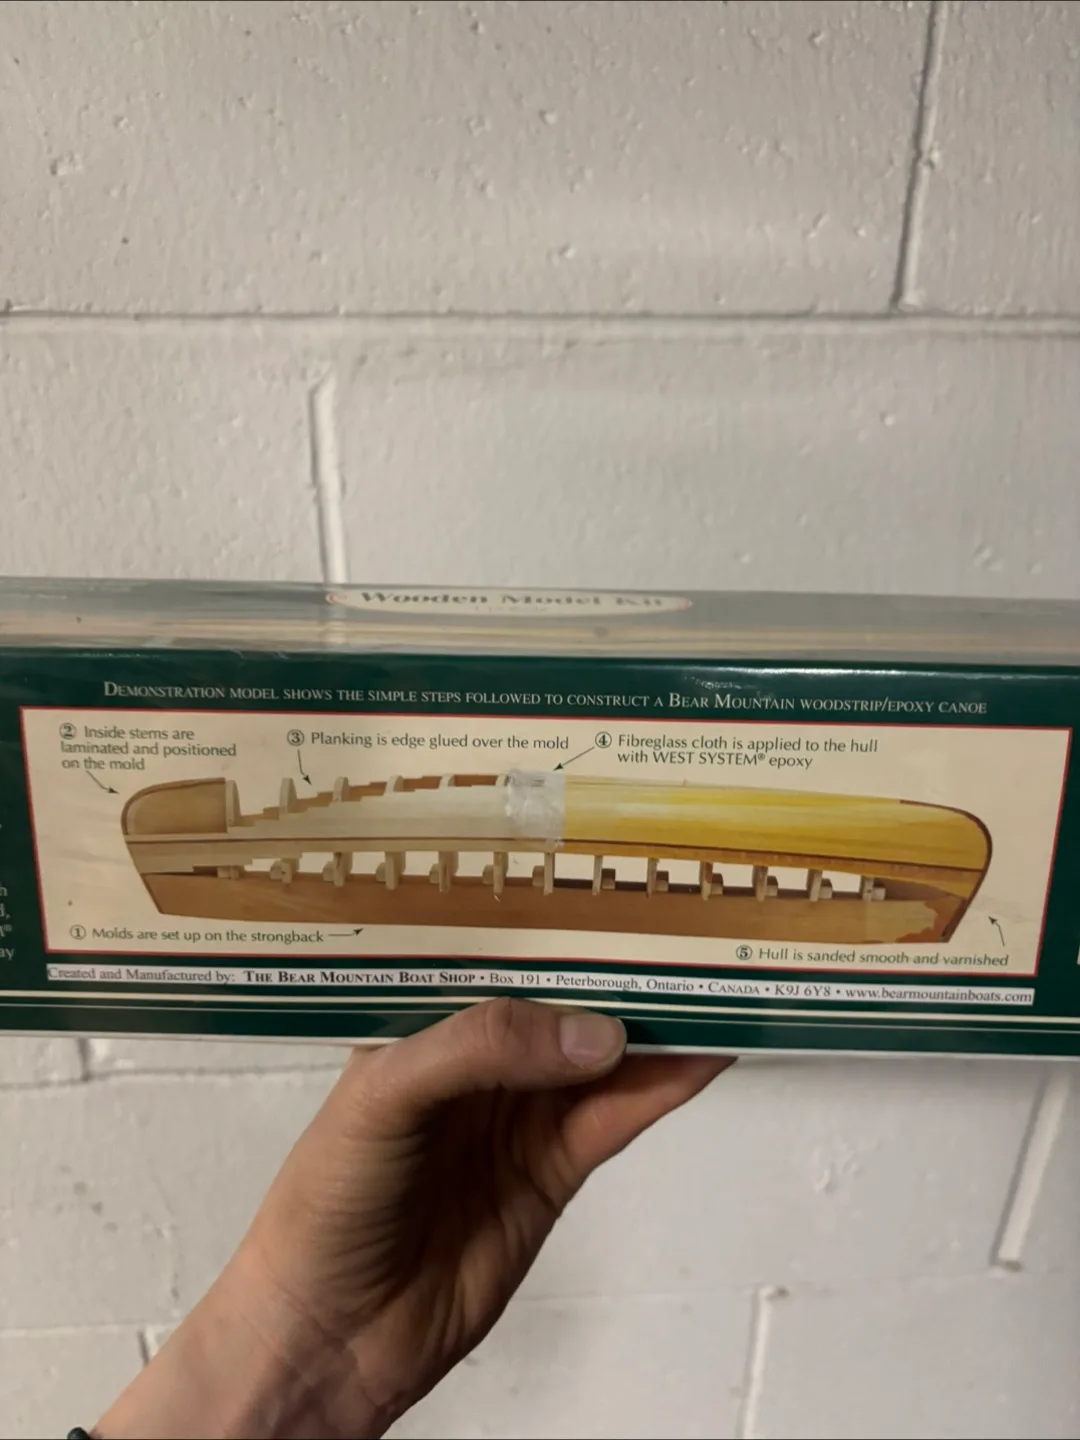 Wooden Model Kit
DEMONSTRATION MODEL SHOWS THE SIMPLE STEPS FOLLOWED TO CONSTRUCT A BEAR MOUNTAIN WOODSTRIP/EPOXY CANOE
② Inside stems are
laminated and positioned
on the mold
③ Planking is edge glued over the mold
④ Fibreglass cloth is applied to the hull
with WEST SYSTEM® epoxy
① Molds are set up on the strongback
⑤ Hull is sanded smooth and varnished
Created and Manufactured by: THE BEAR MOUNTAIN BOAT SHOP • Box 191 • Peterborough, Ontario • CANADA • K9J 6Y8 • www.bearmountainboats.com